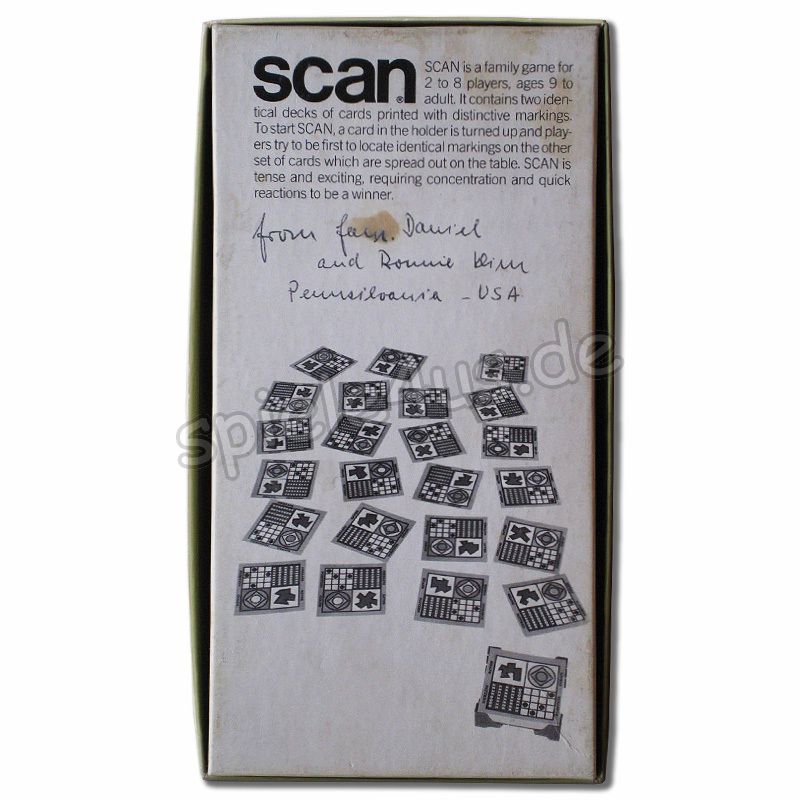 scan®
SCAN is a family game for
2 to 8 players, ages 9 to
adult. It contains two iden-
tical decks of cards printed with distinctive markings.
To start SCAN, a card in the holder is turned up and play-
ers try to be first to locate identical markings on the other
set of cards which are spread out on the table. SCAN is
tense and exciting, requiring concentration and quick
reactions to be a winner.
from fam. Daniel
and Ronnie
Pennsilvania - USA
spiele4us.de